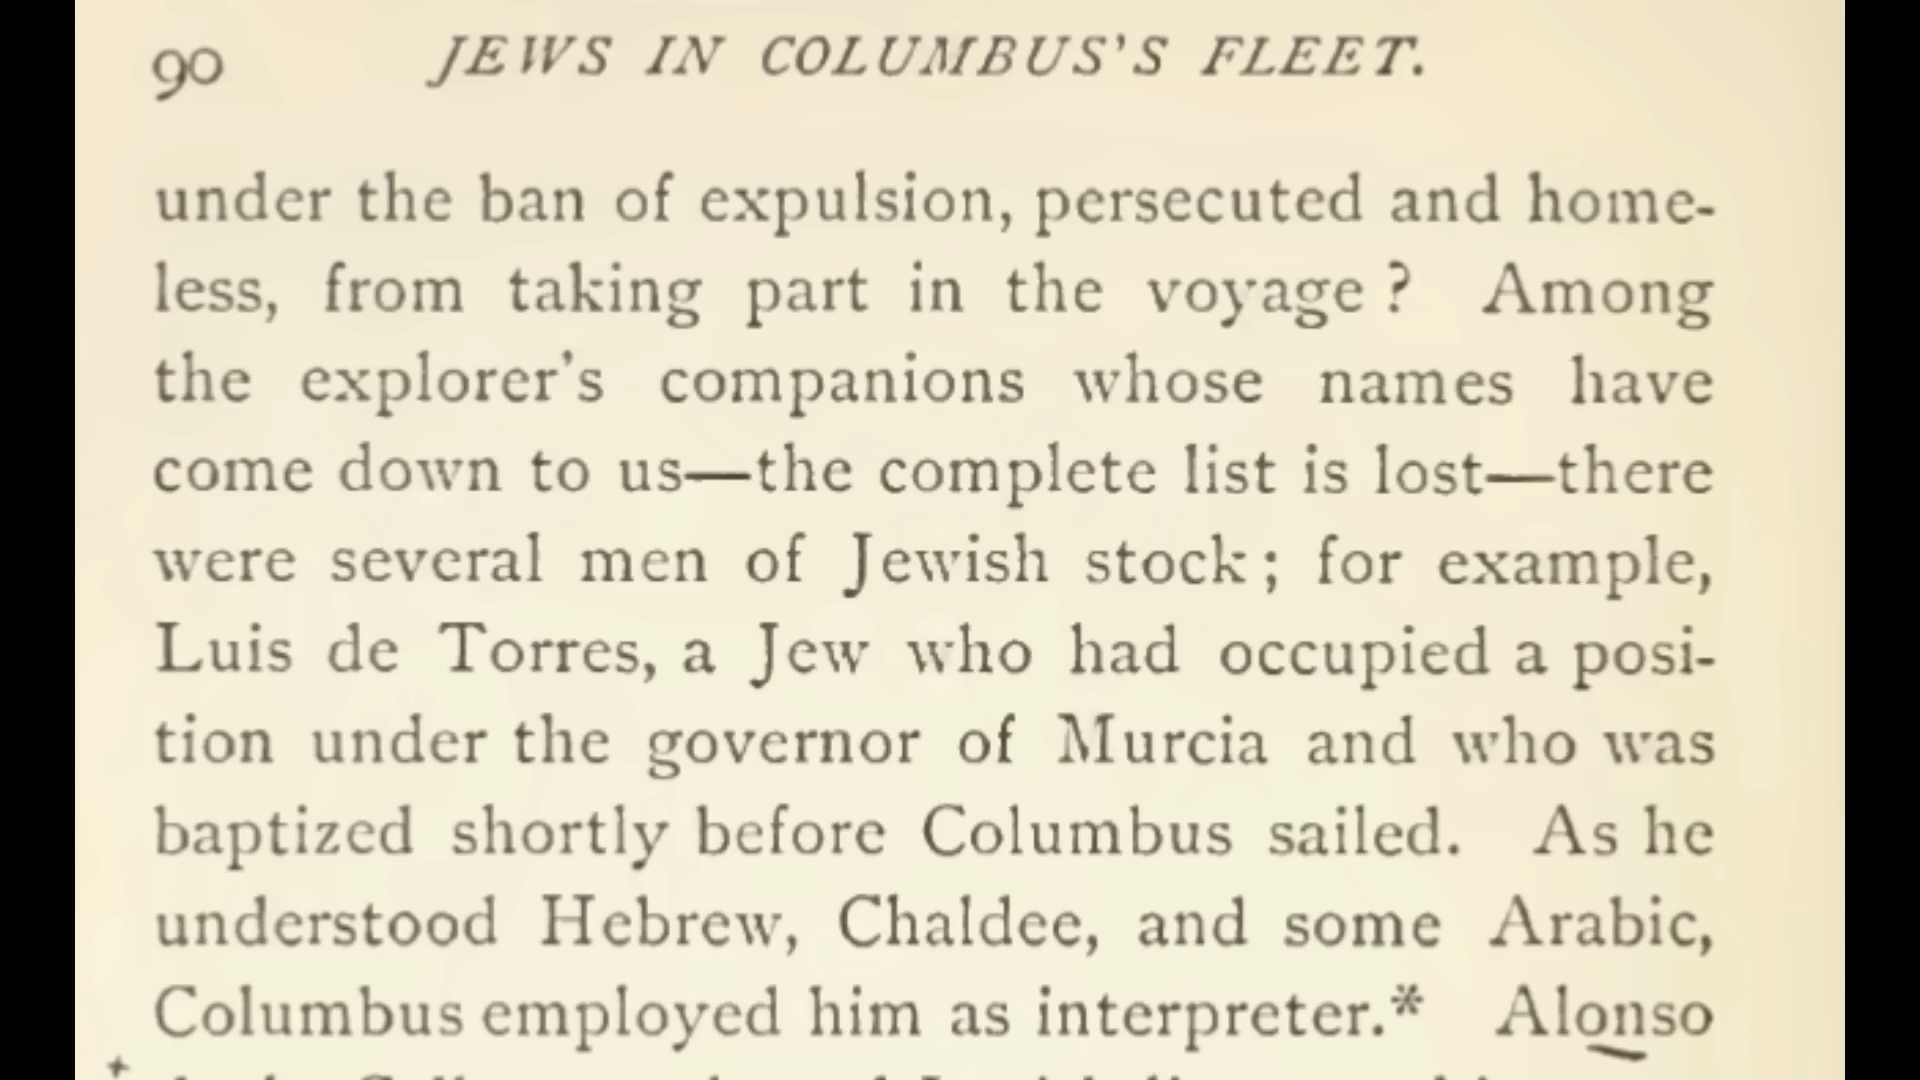 90 JEWS IN COLUMBUS'S FLEET.
under the ban of expulsion, persecuted and home-
less, from taking part in the voyage ? Among
the explorer's companions whose names have
come down to us—the complete list is lost—there
were several men of Jewish stock ; for example,
Luis de Torres, a Jew who had occupied a posi-
tion under the governor of Murcia and who was
baptized shortly before Columbus sailed. As he
understood Hebrew, Chaldee, and some Arabic,
Columbus employed him as interpreter.* Alonso